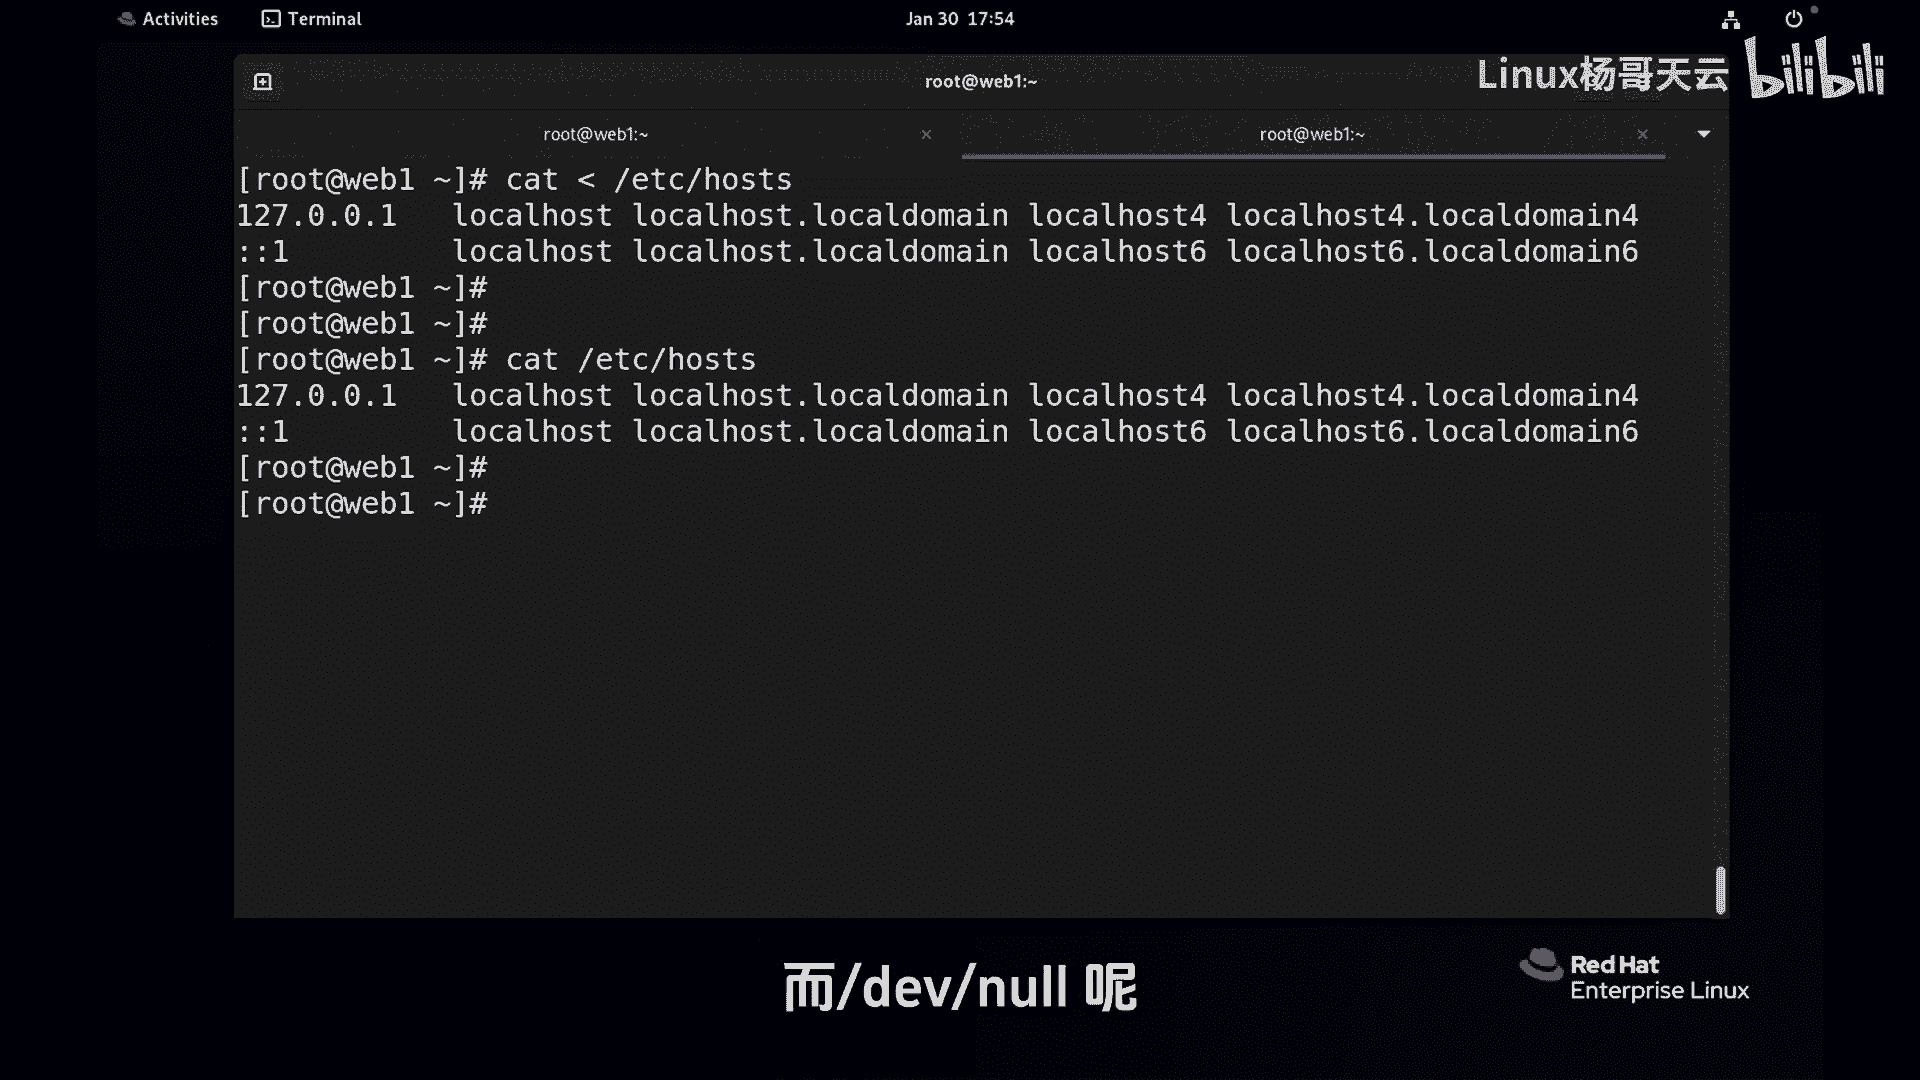 Activities Terminal Jan 30 17:54
root@web1:~
Linux杨哥天云 bilibili
root@web1:~ × root@web1:~ ×
[root@web1 ~]# cat < /etc/hosts
127.0.0.1   localhost localhost.localdomain localhost4 localhost4.localdomain4
::1         localhost localhost.localdomain localhost6 localhost6.localdomain6
[root@web1 ~]#
[root@web1 ~]#
[root@web1 ~]# cat /etc/hosts
127.0.0.1   localhost localhost.localdomain localhost4 localhost4.localdomain4
::1         localhost localhost.localdomain localhost6 localhost6.localdomain6
[root@web1 ~]#
[root@web1 ~]#
而/dev/null 呢
Red Hat
Enterprise Linux